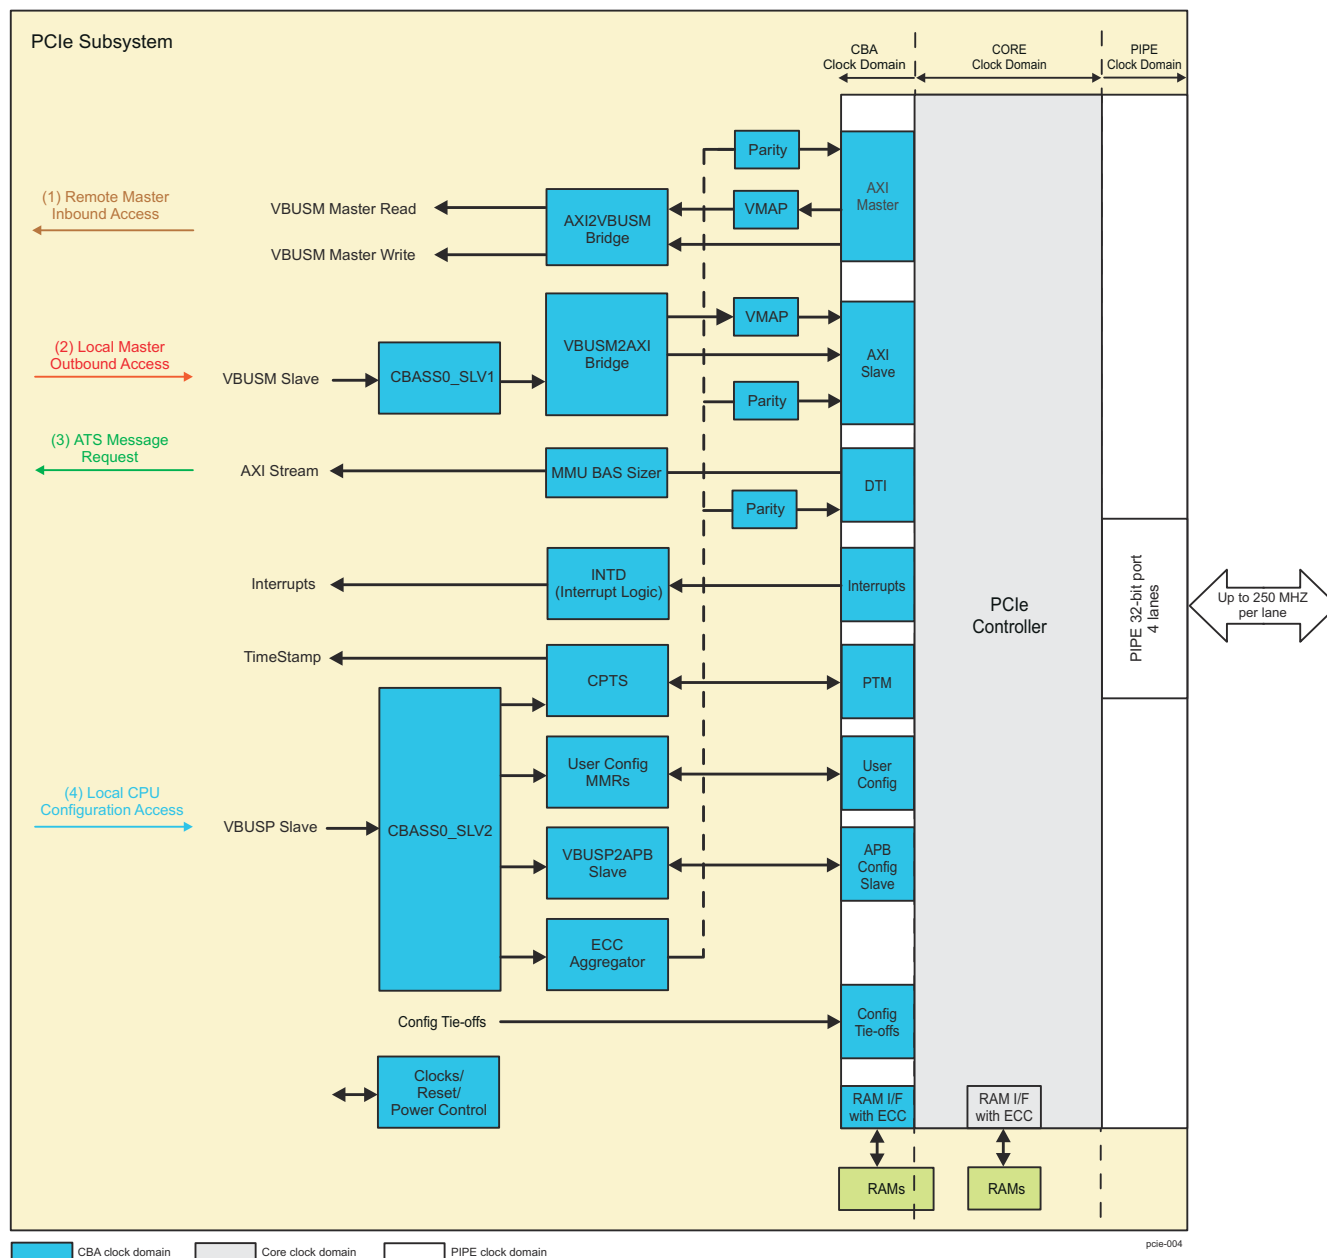 PCIe Subsystem
CBA
Clock Domain
CORE
Clock Domain
PIPE
Clock Domain
Parity
(1) Remote Master
Inbound Access
VBUSM Master Read
VBUSM Master Write
AXI2VBUSM
Bridge
VMAP
AXI
Master
(2) Local Master
Outbound Access
VBUSM Slave
CBASS0_SLV1
VBUSM2AXI
Bridge
VMAP
AXI
Slave
Parity
(3) ATS Message
Request
AXI Stream
MMU BAS Sizer
DTI
Parity
Interrupts
INTD
(Interrupt Logic)
Interrupts
PCIe
Controller
PIPE 32-bit port
4 lanes
Up to 250 MHZ
per lane
TimeStamp
CPTS
PTM
User Config
MMRs
User
Config
(4) Local CPU
Configuration Access
VBUSP Slave
CBASS0_SLV2
VBUSP2APB
Slave
APB
Config
Slave
ECC
Aggregator
Config Tie-offs
Config
Tie-offs
Clocks/
Reset/
Power Control
RAM I/F
with ECC
RAM I/F
with ECC
RAMs
RAMs
CBA clock domain
Core clock domain
PIPE clock domain
pcie-004